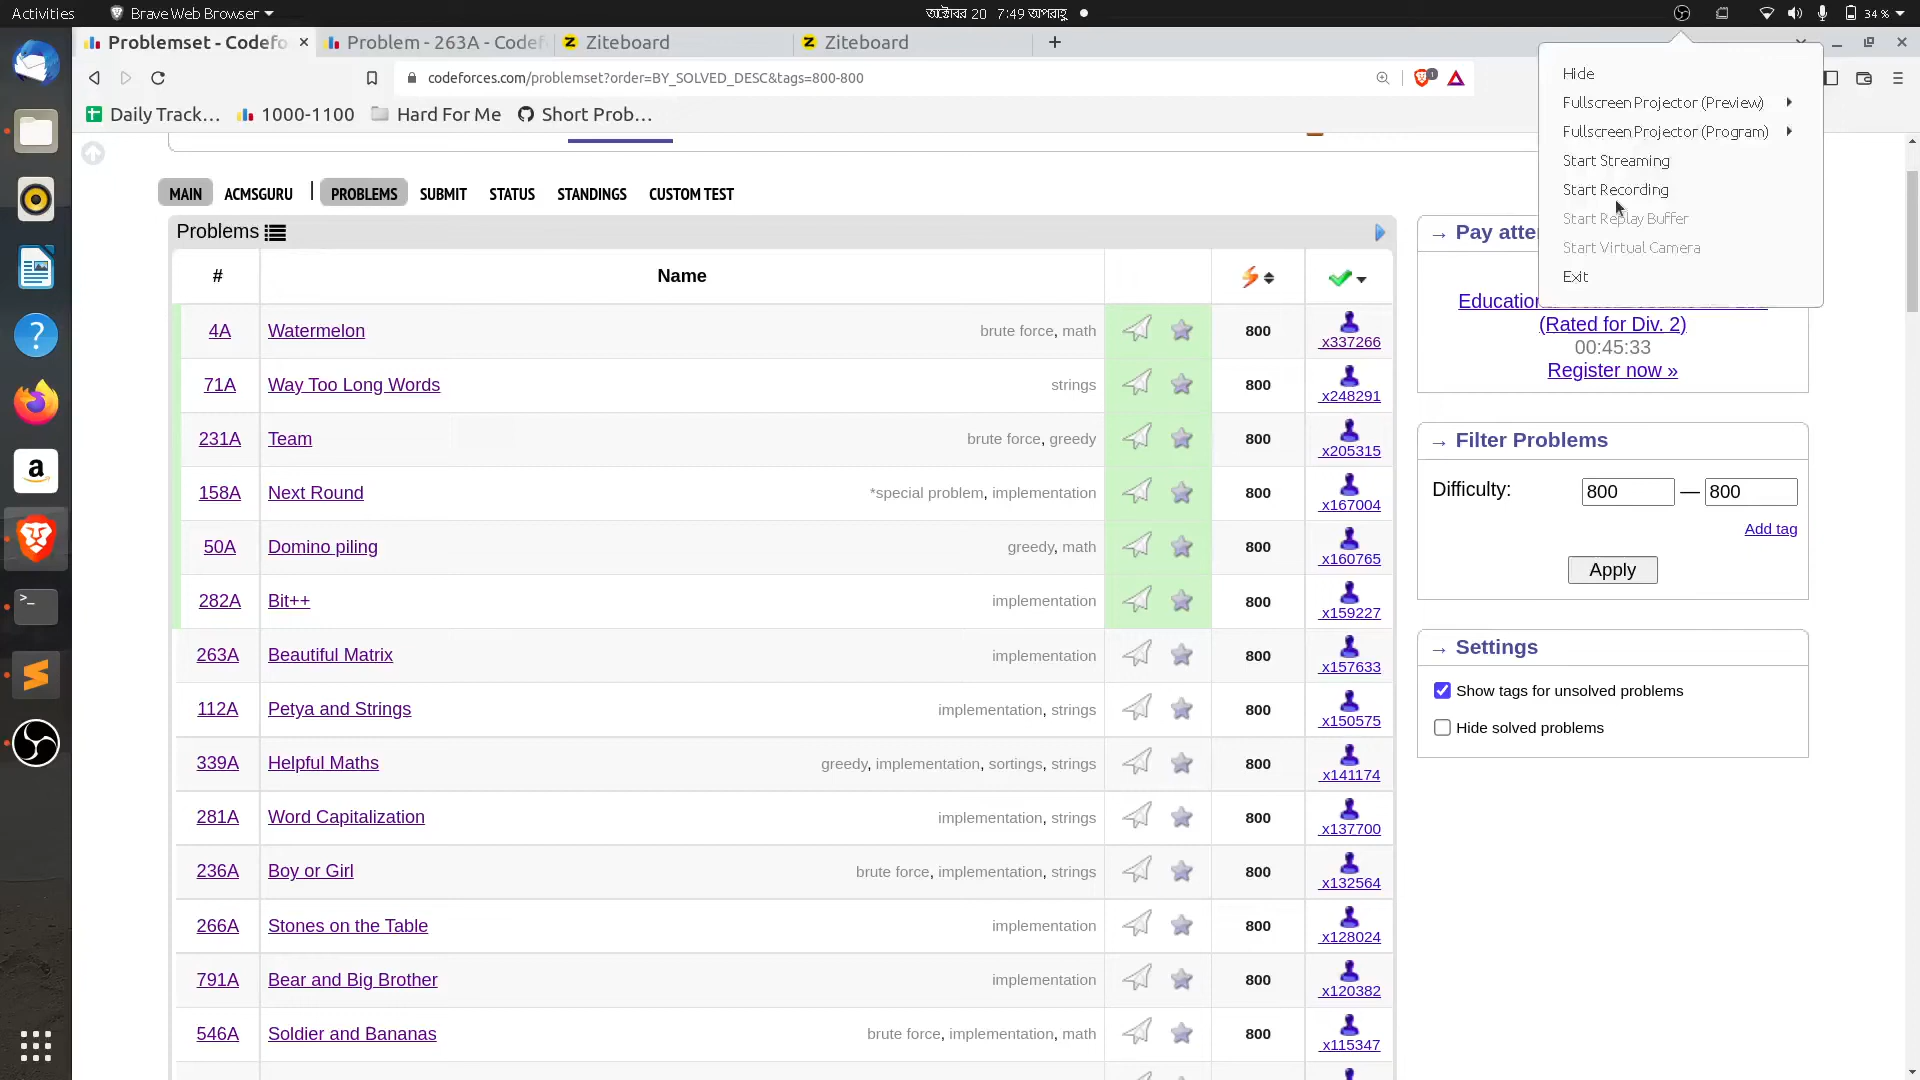 Activities
Brave Web Browser
অক্টোবর 20 7:49 অপরাহ্ণ
34 %
Problemset - Codefo
Problem - 263A - Codef
Ziteboard
Ziteboard
codeforces.com/problemset?order=BY_SOLVED_DESC&tags=800-800
1
Daily Track...
1000-1100
Hard For Me
Short Prob...
Hide
Fullscreen Projector (Preview)
Fullscreen Projector (Program)
Start Streaming
Start Recording
Start Replay Buffer
Start Virtual Camera
Exit
MAIN
ACMSGURU
PROBLEMS
SUBMIT
STATUS
STANDINGS
CUSTOM TEST
Problems
# Name
4A Watermelon brute force, math 800 x337266
71A Way Too Long Words strings 800 x248291
231A Team brute force, greedy 800 x205315
158A Next Round *special problem, implementation 800 x167004
50A Domino piling greedy, math 800 x160765
282A Bit++ implementation 800 x159227
263A Beautiful Matrix implementation 800 x157633
112A Petya and Strings implementation, strings 800 x150575
339A Helpful Maths greedy, implementation, sortings, strings 800 x141174
281A Word Capitalization implementation, strings 800 x137700
236A Boy or Girl brute force, implementation, strings 800 x132564
266A Stones on the Table implementation 800 x128024
791A Bear and Big Brother implementation 800 x120382
546A Soldier and Bananas brute force, implementation, math 800 x115347
→ Pay atte
Education
(Rated for Div. 2)
00:45:33
Register now »
→ Filter Problems
Difficulty: 800 — 800
Add tag
Apply
→ Settings
Show tags for unsolved problems
Hide solved problems